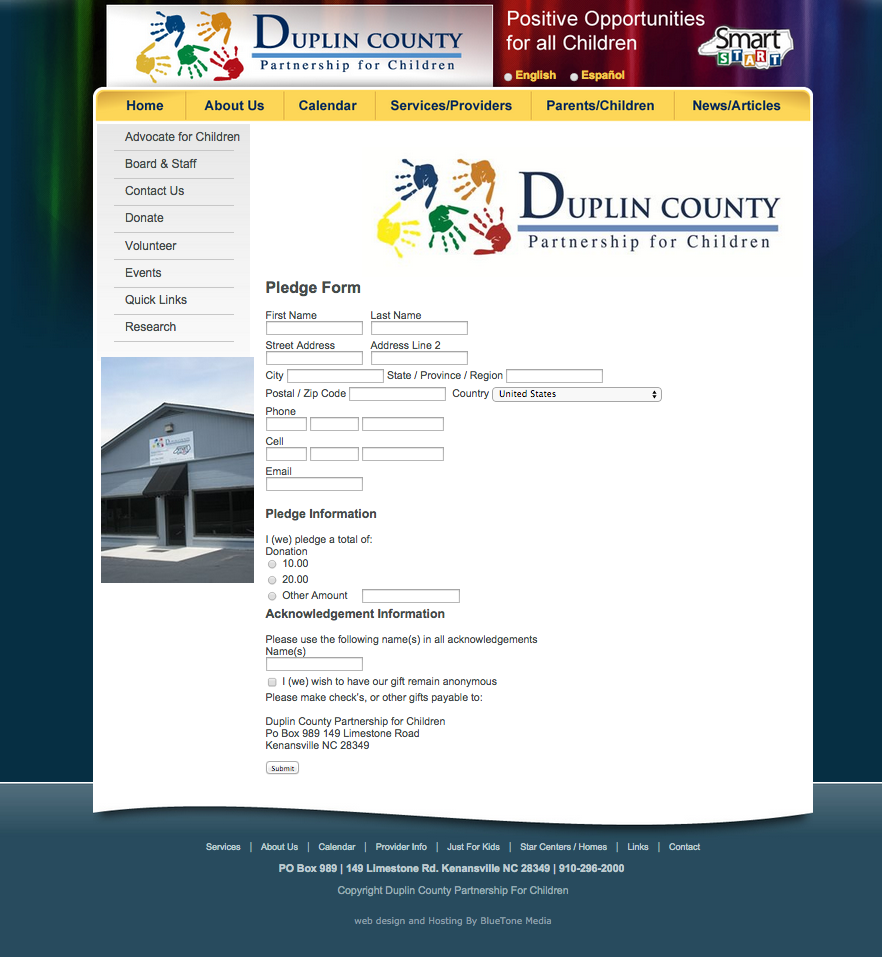 DUPLIN COUNTY
Partnership for Children
Positive Opportunities
for all Children
Smart
START
English Español
Home About Us Calendar Services/Providers Parents/Children News/Articles
Advocate for Children
Board & Staff
Contact Us
Donate
Volunteer
Events
Quick Links
Research
DUPLIN COUNTY
Partnership for Children
Pledge Form
First Name Last Name
Street Address Address Line 2
City State / Province / Region
Postal / Zip Code Country United States
Phone
Cell
Email
Pledge Information
I (we) pledge a total of:
Donation
10.00
20.00
Other Amount
Acknowledgement Information
Please use the following name(s) in all acknowledgements
Name(s)
I (we) wish to have our gift remain anonymous
Please make check's, or other gifts payable to:
Duplin County Partnership for Children
Po Box 989 149 Limestone Road
Kenansville NC 28349
Submit
Services | About Us | Calendar | Provider Info | Just For Kids | Star Centers / Homes | Links | Contact
PO Box 989 | 149 Limestone Rd. Kenansville NC 28349 | 910-296-2000
Copyright Duplin County Partnership For Children
web design and Hosting By BlueTone Media